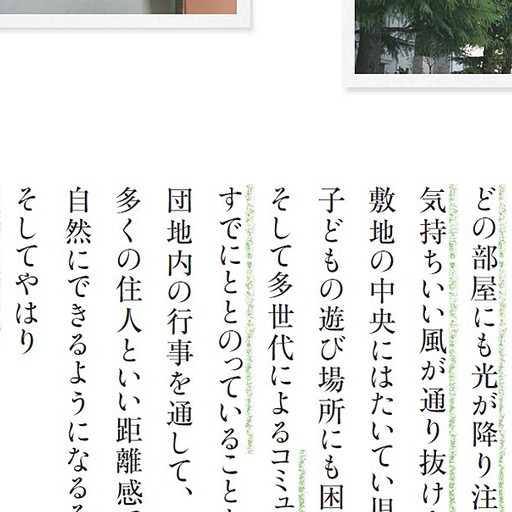 どの部屋にも光が降り注
気持ちいい風が通り抜け
敷地の中央にはたいてい児
子どもの遊び場所にも困
そして多世代によるコミュ
すでにととのっていること
団地内の行事を通して、
多くの住人といい距離感
自然にできるようになる
そしてやはり